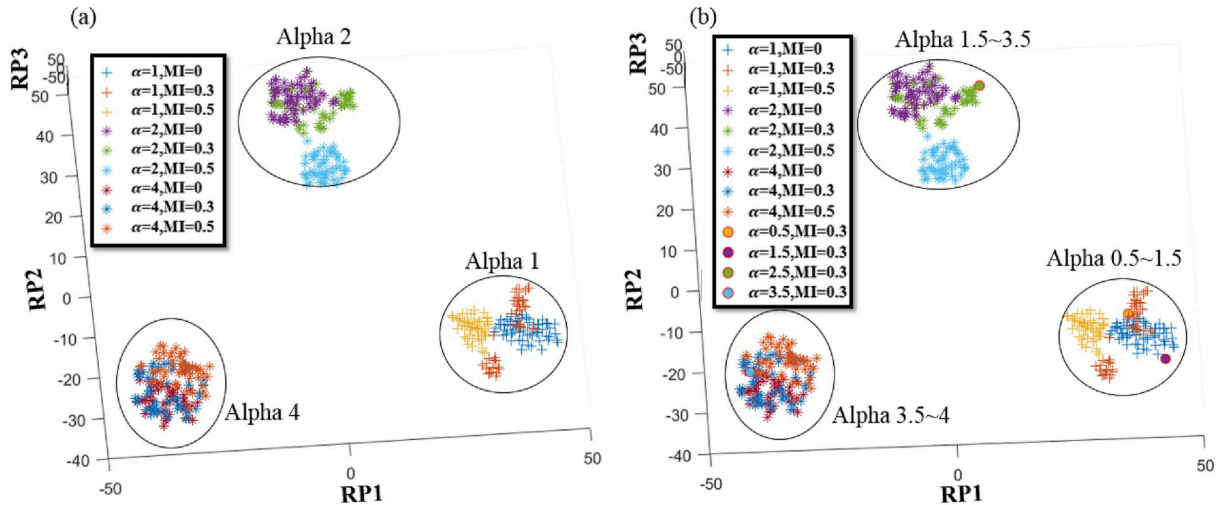 (a)
Alpha 2
RP3
50
0
-50
50
40
30
20
10
0
-10
-20
-30
-40
RP2
α=1,MI=0
α=1,MI=0.3
α=1,MI=0.5
α=2,MI=0
α=2,MI=0.3
α=2,MI=0.5
α=4,MI=0
α=4,MI=0.3
α=4,MI=0.5
Alpha 1
Alpha 4
-50
0
50
RP1
(b)
Alpha 1.5~3.5
RP3
50
0
-50
50
40
30
20
10
0
-10
-20
-30
-40
RP2
α=1,MI=0
α=1,MI=0.3
α=1,MI=0.5
α=2,MI=0
α=2,MI=0.3
α=2,MI=0.5
α=4,MI=0
α=4,MI=0.3
α=4,MI=0.5
α=0.5,MI=0.3
α=1.5,MI=0.3
α=2.5,MI=0.3
α=3.5,MI=0.3
Alpha 0.5~1.5
Alpha 3.5~4
-50
0
50
RP1